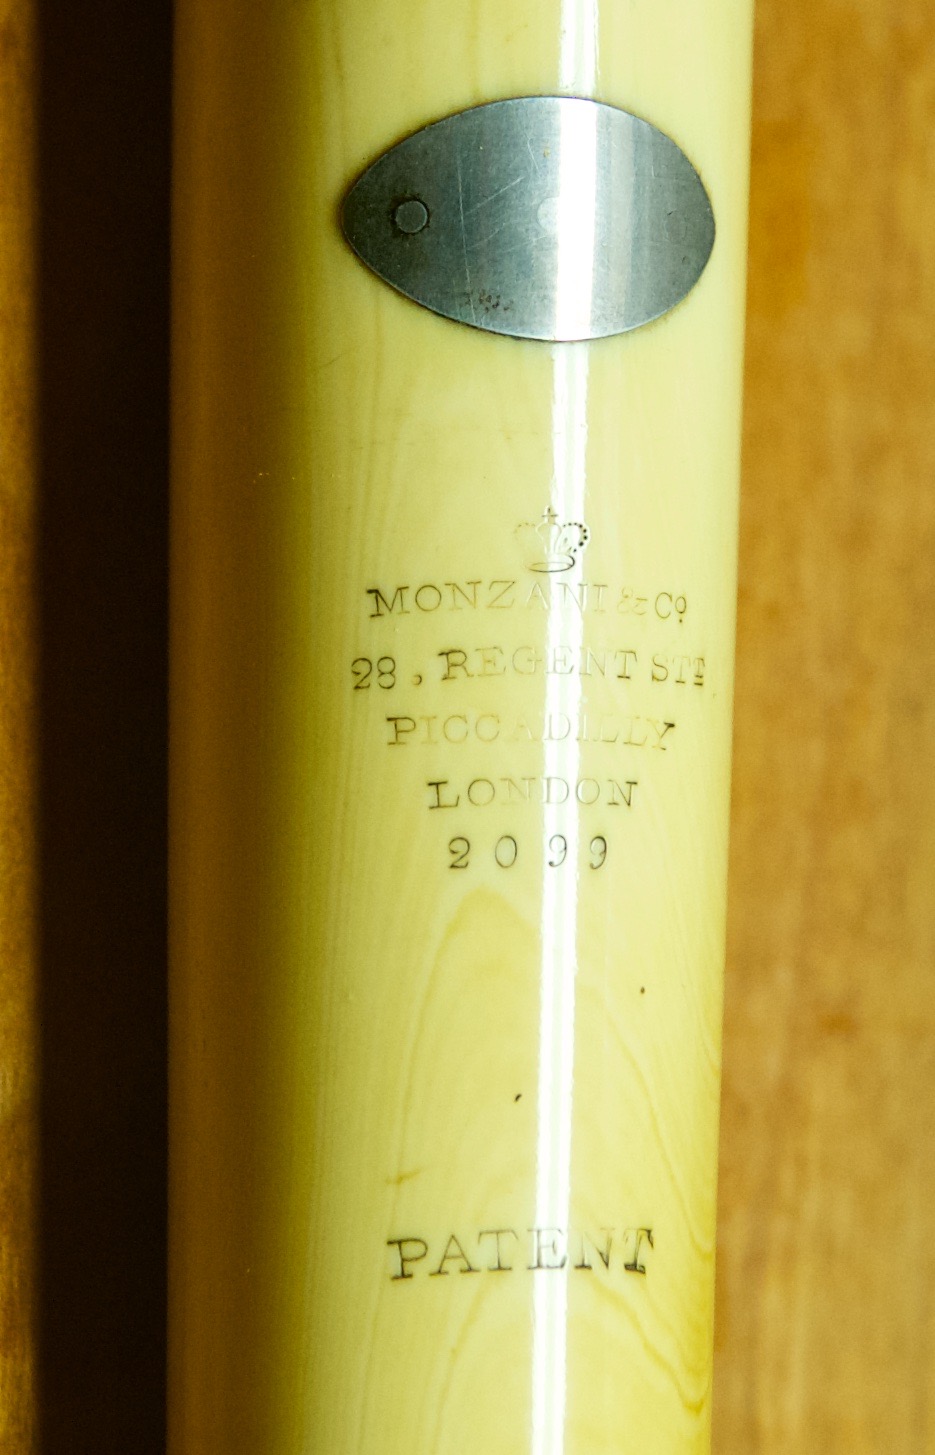 MONZANI & Cº
28, REGENT STT
PICCADILLY
LONDON
2099
PATENT